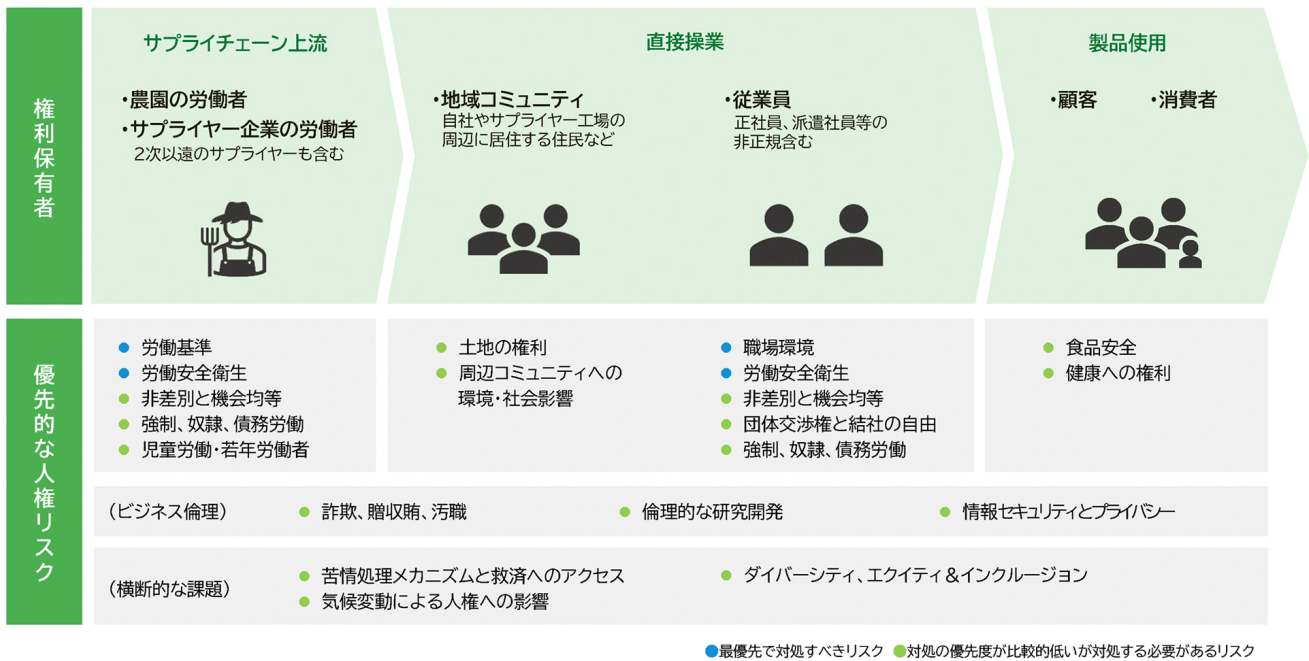 権利保有者
サプライチェーン上流
・農園の労働者
・サプライヤー企業の労働者
2次以遠のサプライヤーも含む
直接操業
・地域コミュニティ
自社やサプライヤー工場の
周辺に居住する住民など
・従業員
正社員、派遣社員等の
非正規含む
製品使用
・顧客
・消費者
優先的な人権リスク
労働基準
労働安全衛生
非差別と機会均等
強制、奴隷、債務労働
児童労働・若年労働者
土地の権利
周辺コミュニティへの
環境・社会影響
職場環境
労働安全衛生
非差別と機会均等
団体交渉権と結社の自由
強制、奴隷、債務労働
食品安全
健康への権利
（ビジネス倫理）
詐欺、贈収賄、汚職
倫理的な研究開発
情報セキュリティとプライバシー
（横断的な課題）
苦情処理メカニズムと救済へのアクセス
気候変動による人権への影響
ダイバーシティ、エクイティ＆インクルージョン
●最優先で対処すべきリスク ●対処の優先度が比較的低いが対処する必要があるリスク